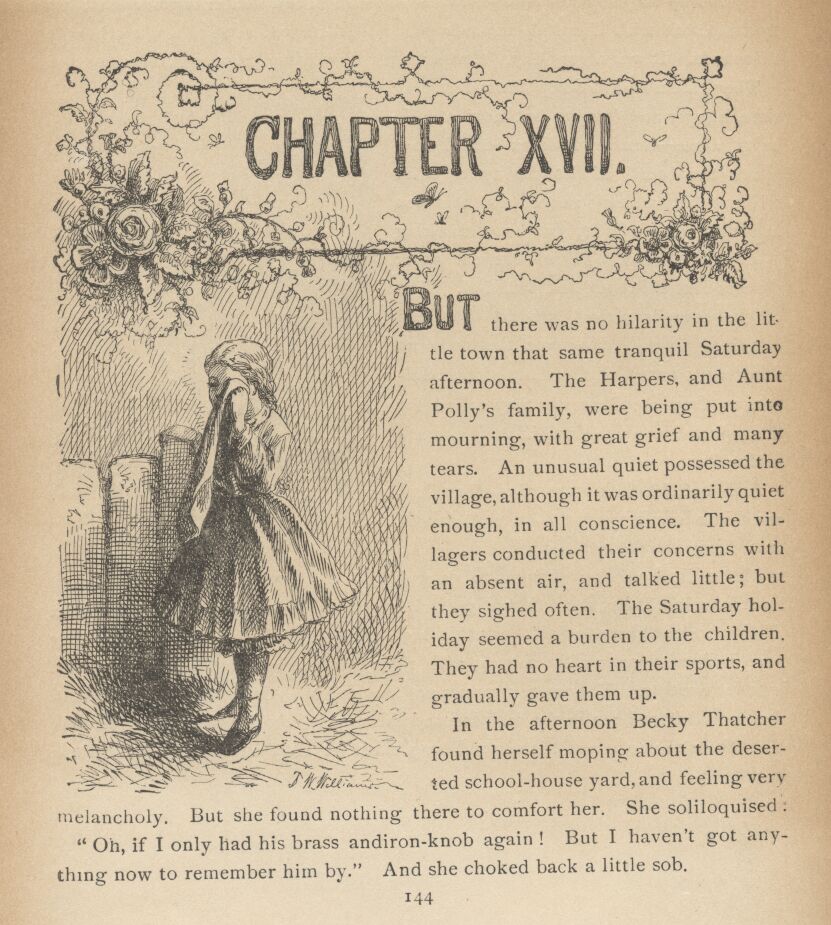 CHAPTER XVII.
BUT there was no hilarity in the lit-
tle town that same tranquil Saturday
afternoon. The Harpers, and Aunt
Polly's family, were being put into
mourning, with great grief and many
tears. An unusual quiet possessed the
village, although it was ordinarily quiet
enough, in all conscience. The vil-
lagers conducted their concerns with
an absent air, and talked little; but
they sighed often. The Saturday hol-
iday seemed a burden to the children.
They had no heart in their sports, and
gradually gave them up.
In the afternoon Becky Thatcher
found herself moping about the deser-
ted school-house yard, and feeling very
T. W. Williams.
melancholy. But she found nothing there to comfort her. She soliloquised:
"Oh, if I only had his brass andiron-knob again! But I haven't got any-
thing now to remember him by." And she choked back a little sob.
144